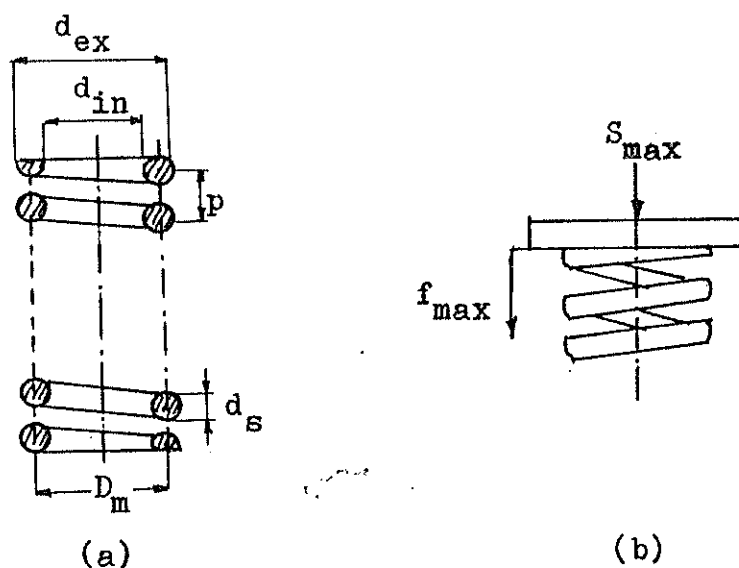 d_ex
d_in
p
d_s
D_m
(a)
S_max
f_max
(b)